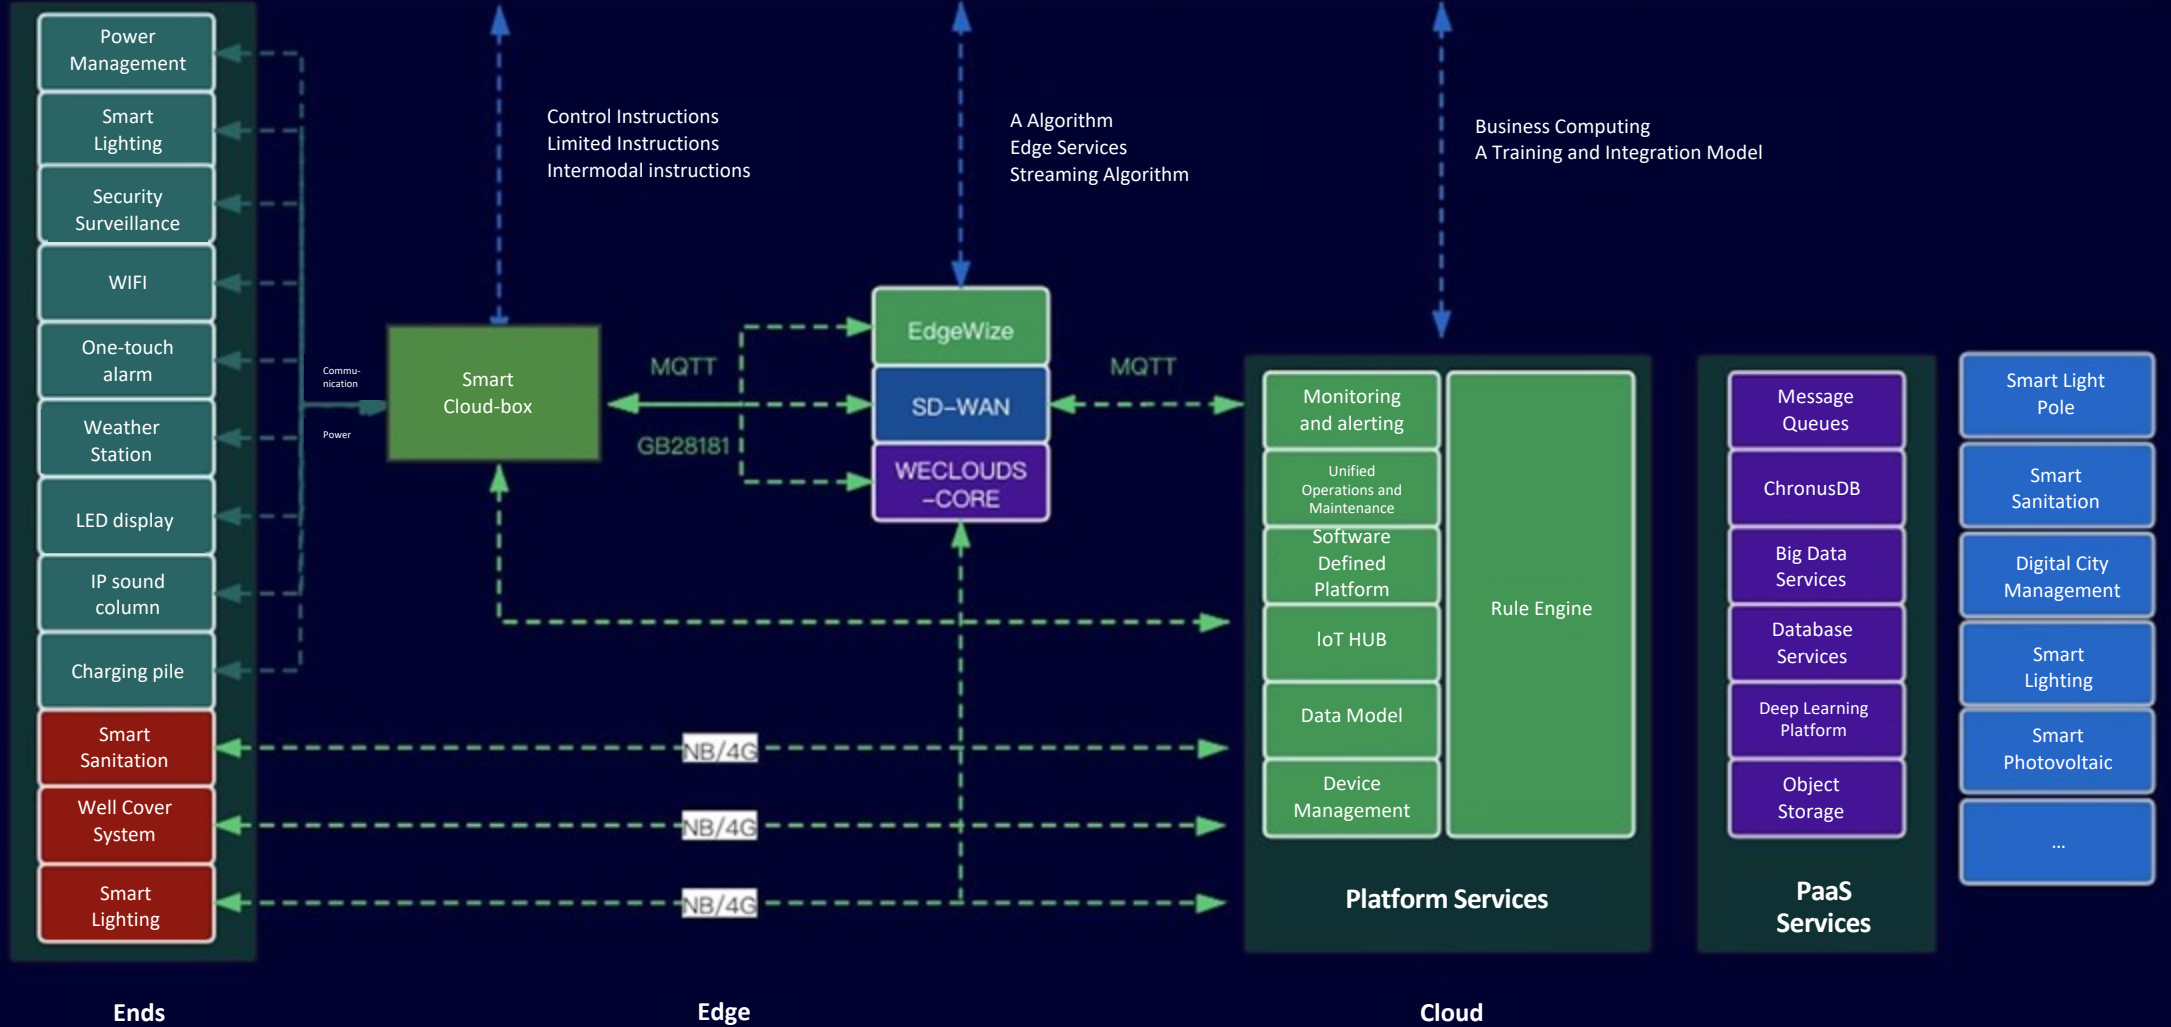 Power
Management
Smart
Lighting
Security
Surveillance
WIFI
One-touch
alarm
Weather
Station
LED display
IP sound
column
Charging pile
Smart
Sanitation
Well Cover
System
Smart
Lighting
Ends
Commu-
nication
Power
Control Instructions
Limited Instructions
Intermodal instructions
Smart
Cloud-box
MQTT
GB28181
A Algorithm
Edge Services
Streaming Algorithm
EdgeWize
SD-WAN
WECLOUDS
-CORE
MQTT
NB/4G
NB/4G
NB/4G
Edge
Business Computing
A Training and Integration Model
Monitoring
and alerting
Unified
Operations and
Maintenance
Software
Defined
Platform
IoT HUB
Data Model
Device
Management
Rule Engine
Platform Services
Cloud
Message
Queues
ChronusDB
Big Data
Services
Database
Services
Deep Learning
Platform
Object
Storage
PaaS
Services
Smart Light
Pole
Smart
Sanitation
Digital City
Management
Smart
Lighting
Smart
Photovoltaic
...